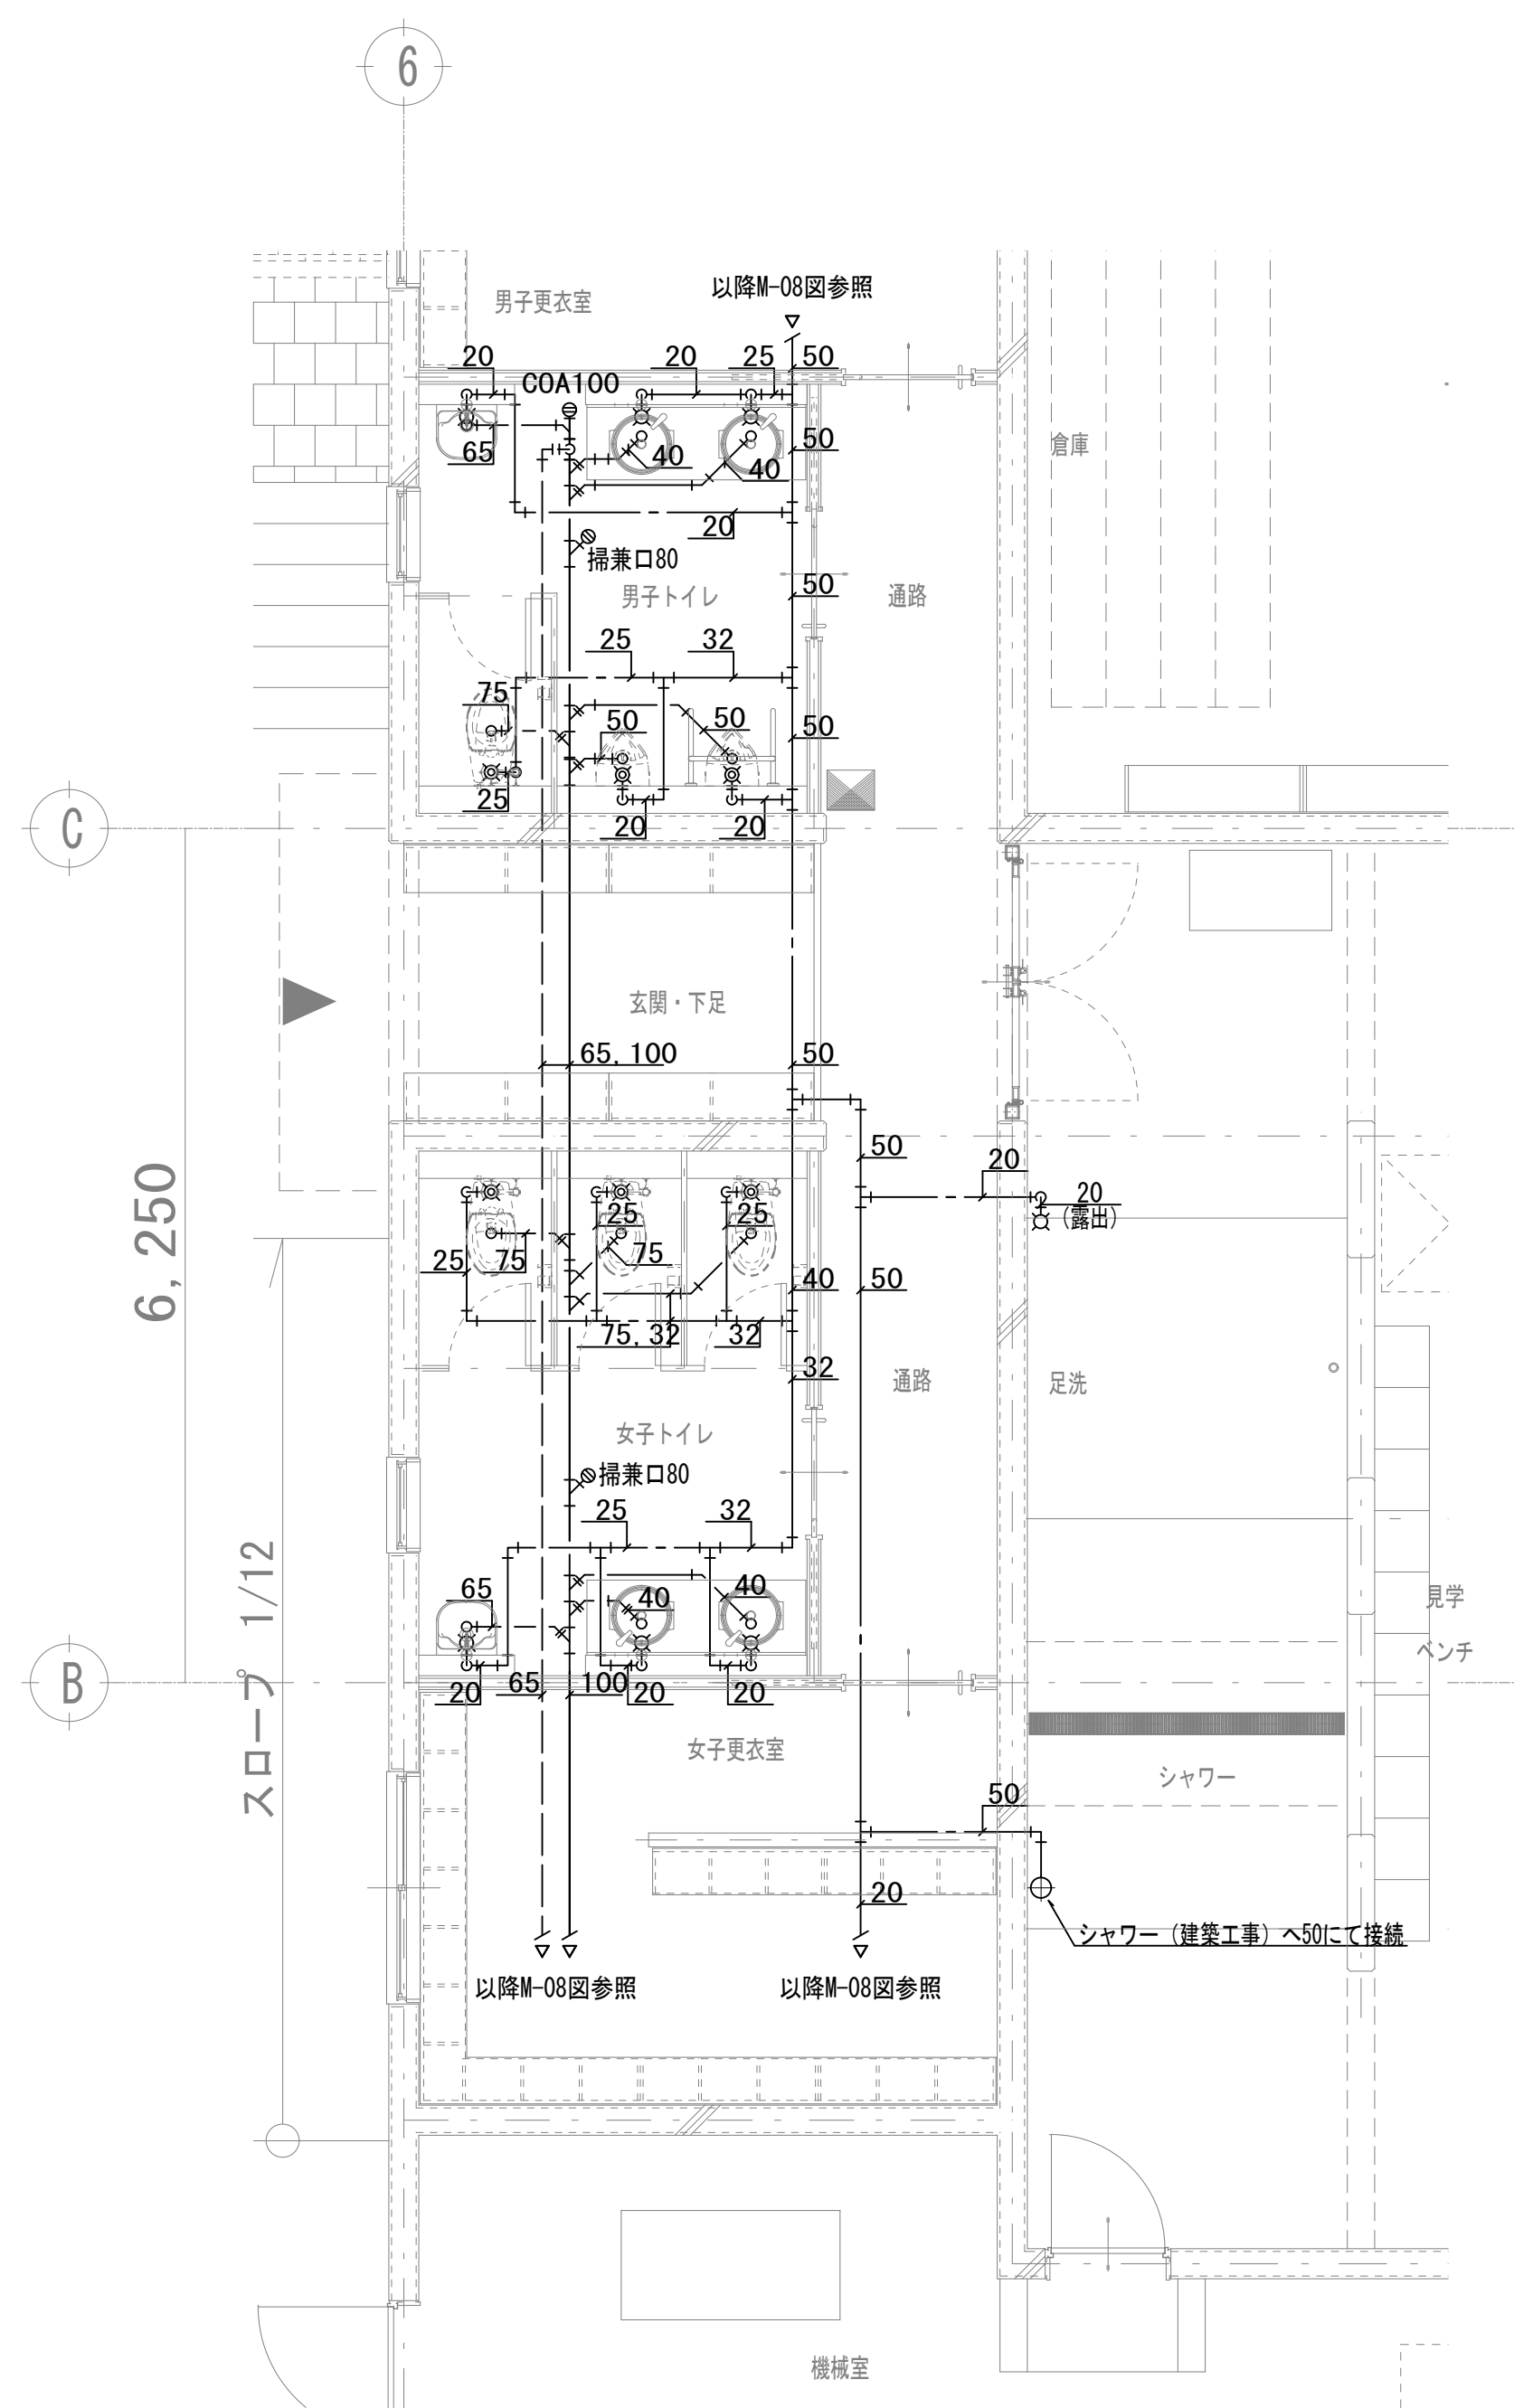 6
男子更衣室
以降M-08図参照
20
20
25
50
COA100
65
40
40
50
倉庫
20
掃兼口80
男子トイレ
50
通路
25
32
75
50
50
50
25
20
20
C
玄関・下足
65,100
50
50
20
20
(露出)
25
25
75
25
75
40
50
6,250
75,32
32
32
通路
足洗
女子トイレ
掃兼口80
25
32
スロープ 1/12
65
40
40
見学
ベンチ
B
20
65
100
20
20
女子更衣室
シャワー
50
20
シャワー（建築工事）へ50にて接続
以降M-08図参照
以降M-08図参照
機械室